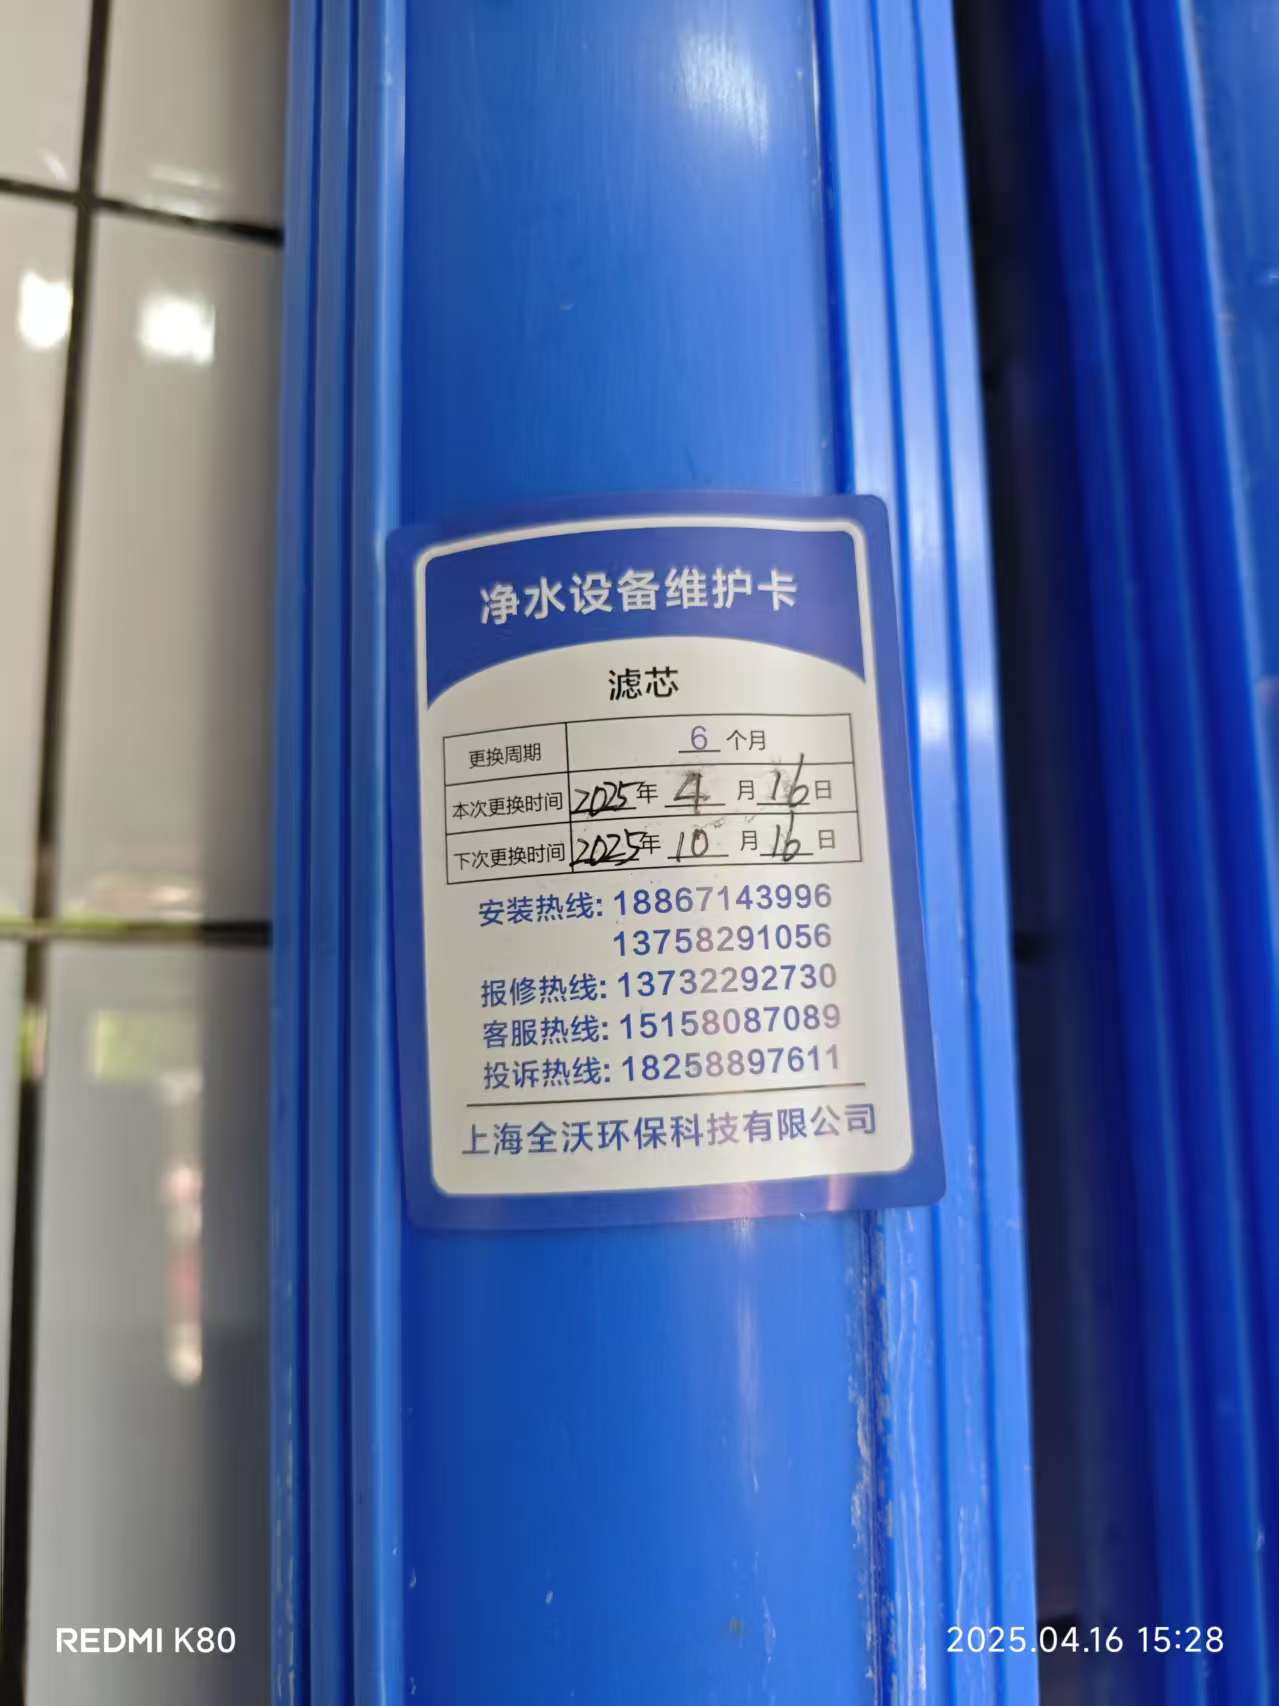 净水设备维护卡
滤芯
更换周期 6 个月
本次更换时间 2025年 4 月 16 日
下次更换时间 2025年 10 月 16 日
安装热线: 18867143996
13758291056
报修热线: 13732292730
客服热线: 15158087089
投诉热线: 18258897611
上海全沃环保科技有限公司
REDMI K80
2025.04.16 15:28